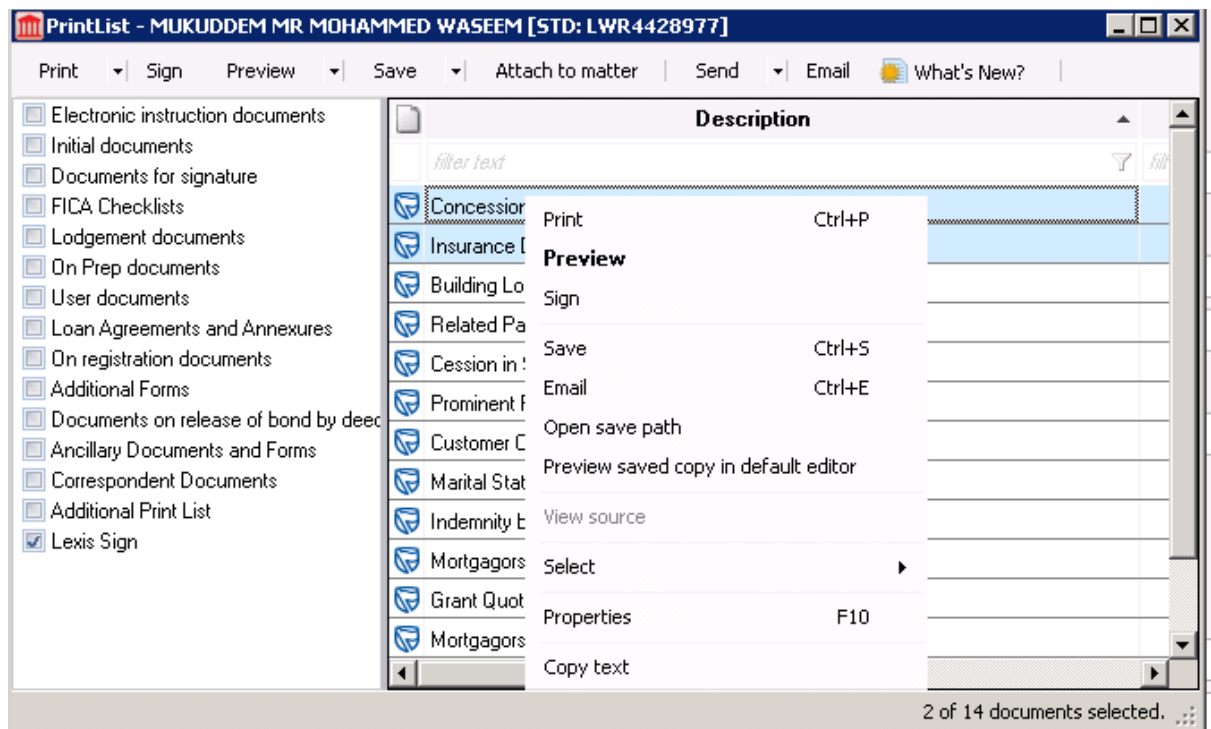 PrintList - MUKUDDEM MR MOHAMMED WASEEM [STD: LWR4428977]
Print Sign Preview Save Attach to matter Send Email What's New?
Electronic instruction documents
Initial documents
Documents for signature
FICA Checklists
Lodgement documents
On Prep documents
User documents
Loan Agreements and Annexures
On registration documents
Additional Forms
Documents on release of bond by deed
Ancillary Documents and Forms
Correspondent Documents
Additional Print List
Lexis Sign
Description
filter text
Concession
Insurance
Building Lo
Related Pa
Cession in
Prominent
Customer
Marital Stat
Indemnity
Mortgagors
Grant Quot
Mortgagors
Print Ctrl+P
Preview
Sign
Save Ctrl+S
Email Ctrl+E
Open save path
Preview saved copy in default editor
View source
Select
Properties F10
Copy text
2 of 14 documents selected.